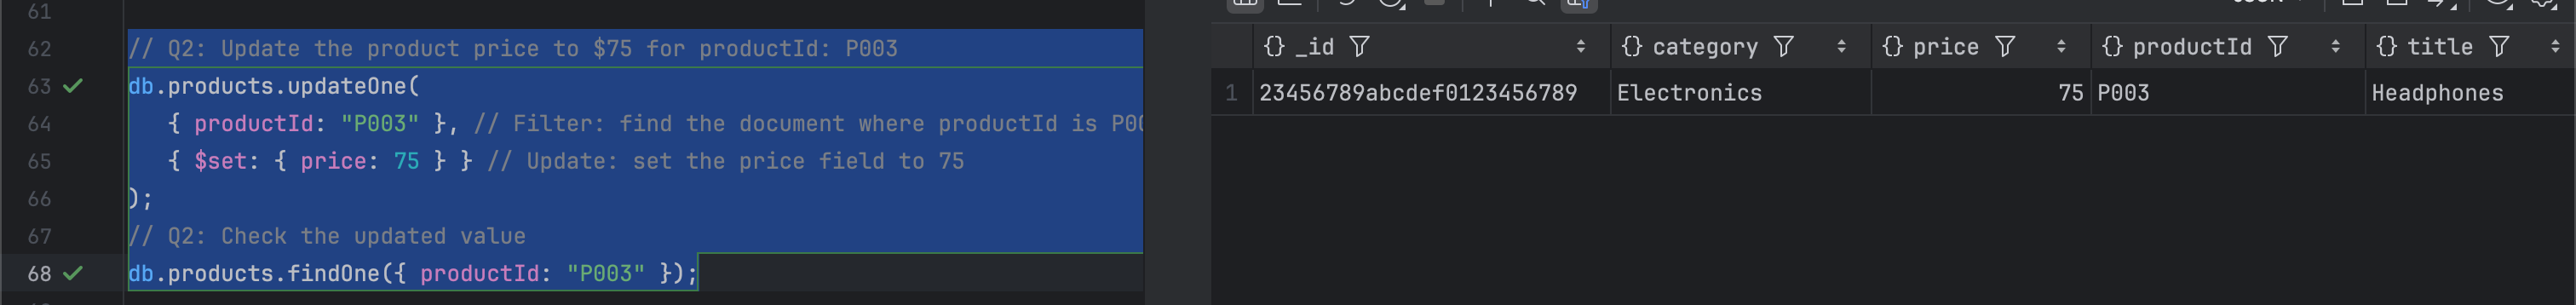 61
62 // Q2: Update the product price to $75 for productId: P003
63 db.products.updateOne(
64 { productId: "P003" }, // Filter: find the document where productId is
65 { $set: { price: 75 } } // Update: set the price field to 75
66 );
67 // Q2: Check the updated value
68 db.products.findOne({ productId: "P003" });
{} _id {} category {} price {} productId {} title
1 23456789abcdef0123456789 Electronics 75 P003 Headphones